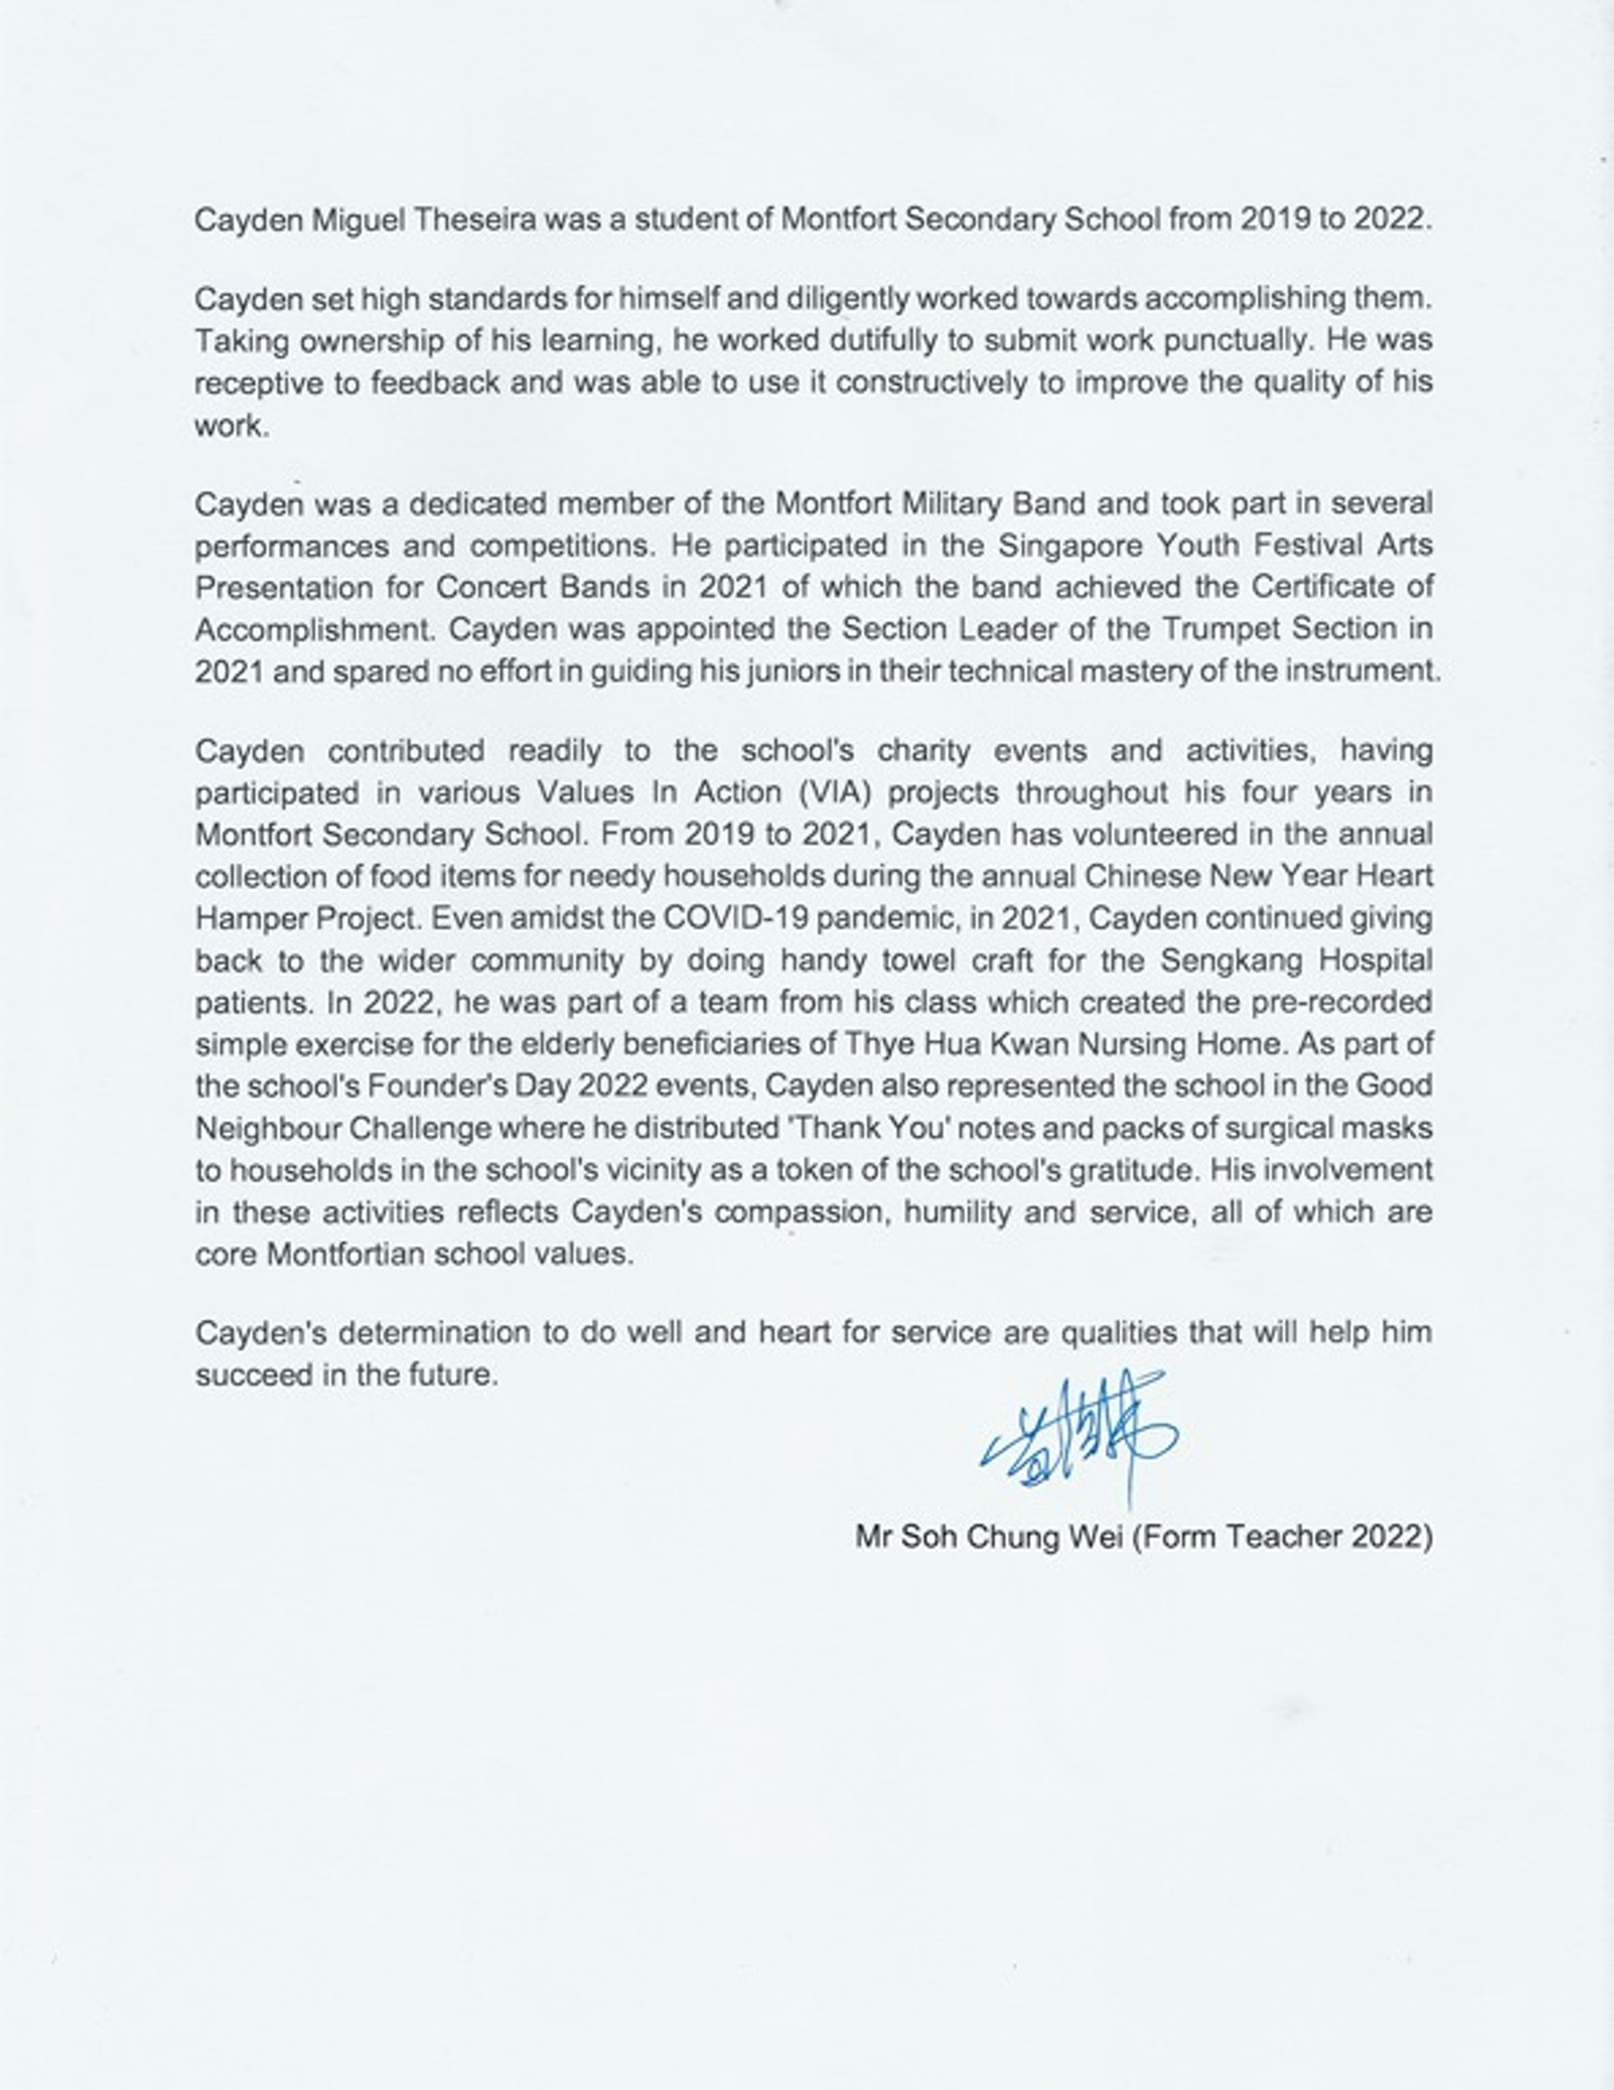 Cayden Miguel Theseira was a student of Montfort Secondary School from 2019 to 2022.
Cayden set high standards for himself and diligently worked towards accomplishing them.
Taking ownership of his learning, he worked dutifully to submit work punctually. He was
receptive to feedback and was able to use it constructively to improve the quality of his
work.
Cayden was a dedicated member of the Montfort Military Band and took part in several
performances and competitions. He participated in the Singapore Youth Festival Arts
Presentation for Concert Bands in 2021 of which the band achieved the Certificate of
Accomplishment. Cayden was appointed the Section Leader of the Trumpet Section in
2021 and spared no effort in guiding his juniors in their technical mastery of the instrument.
Cayden contributed readily to the school's charity events and activities, having
participated in various Values In Action (VIA) projects throughout his four years in
Montfort Secondary School. From 2019 to 2021, Cayden has volunteered in the annual
collection of food items for needy households during the annual Chinese New Year Heart
Hamper Project. Even amidst the COVID-19 pandemic, in 2021, Cayden continued giving
back to the wider community by doing handy towel craft for the Sengkang Hospital
patients. In 2022, he was part of a team from his class which created the pre-recorded
simple exercise for the elderly beneficiaries of Thye Hua Kwan Nursing Home. As part of
the school's Founder's Day 2022 events, Cayden also represented the school in the Good
Neighbour Challenge where he distributed 'Thank You' notes and packs of surgical masks
to households in the school's vicinity as a token of the school's gratitude. His involvement
in these activities reflects Cayden's compassion, humility and service, all of which are
core Montfortian school values.
Cayden's determination to do well and heart for service are qualities that will help him
succeed in the future.
Mr Soh Chung Wei (Form Teacher 2022)